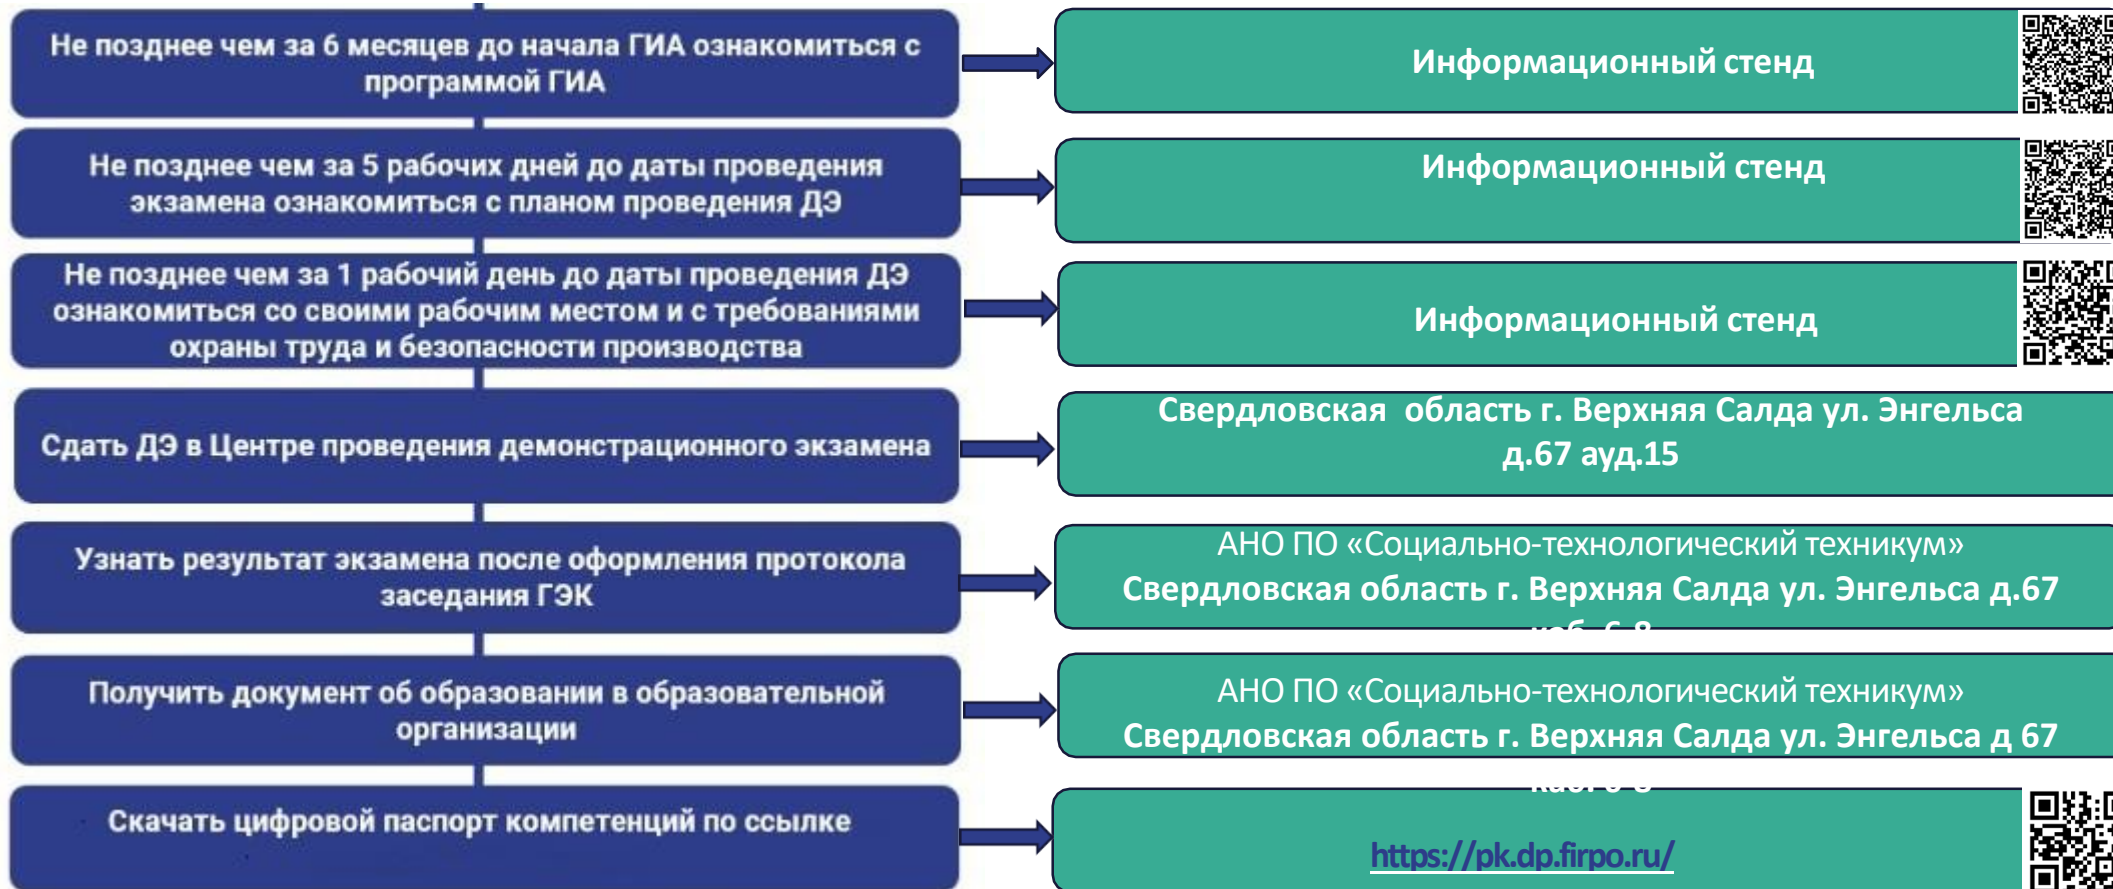 Не позднее чем за 6 месяцев до начала ГИА ознакомиться с
программой ГИА
Информационный стенд
Не позднее чем за 5 рабочих дней до даты проведения
экзамена ознакомиться с планом проведения ДЭ
Информационный стенд
Не позднее чем за 1 рабочий день до даты проведения ДЭ
ознакомиться со своими рабочим местом и с требованиями
охраны труда и безопасности производства
Информационный стенд
Сдать ДЭ в Центре проведения демонстрационного экзамена
Свердловская область г. Верхняя Салда ул. Энгельса
д.67 ауд.15
Узнать результат экзамена после оформления протокола
заседания ГЭК
АНО ПО «Социально-технологический техникум»
Свердловская область г. Верхняя Салда ул. Энгельса д.67
Получить документ об образовании в образовательной
организации
АНО ПО «Социально-технологический техникум»
Свердловская область г. Верхняя Салда ул. Энгельса д 67
Скачать цифровой паспорт компетенций по ссылке
https://pk.dp.firpo.ru/